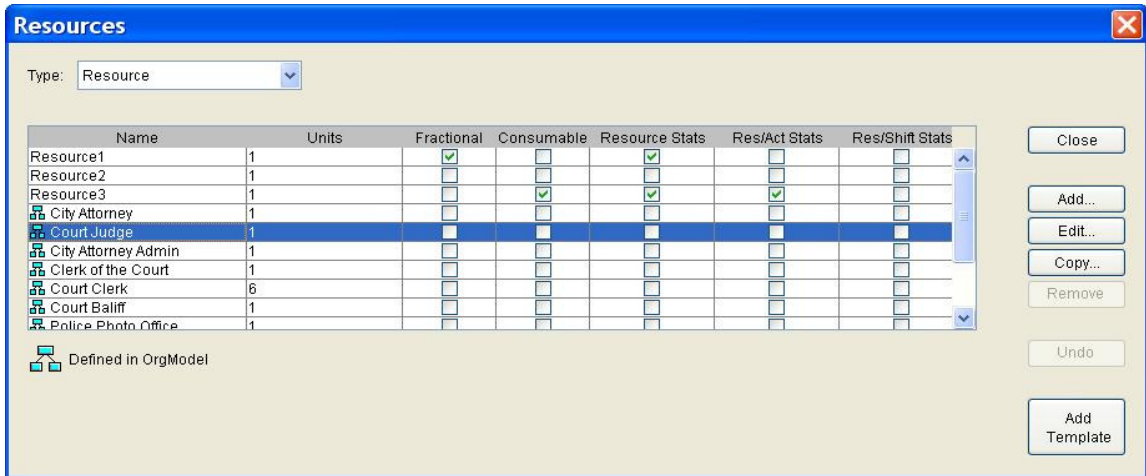 Resources
Type: Resource
Name Units Fractional Consumable Resource Stats Res/Act Stats Res/Shift Stats
Resource1 1
Resource2 1
Resource3 1
City Attorney 1
Court Judge 1
City Attorney Admin 1
Clerk of the Court 1
Court Clerk 6
Court Baliff 1
Police Photo Office 1
Defined in OrgModel
Close
Add...
Edit...
Copy...
Remove
Undo
Add
Template